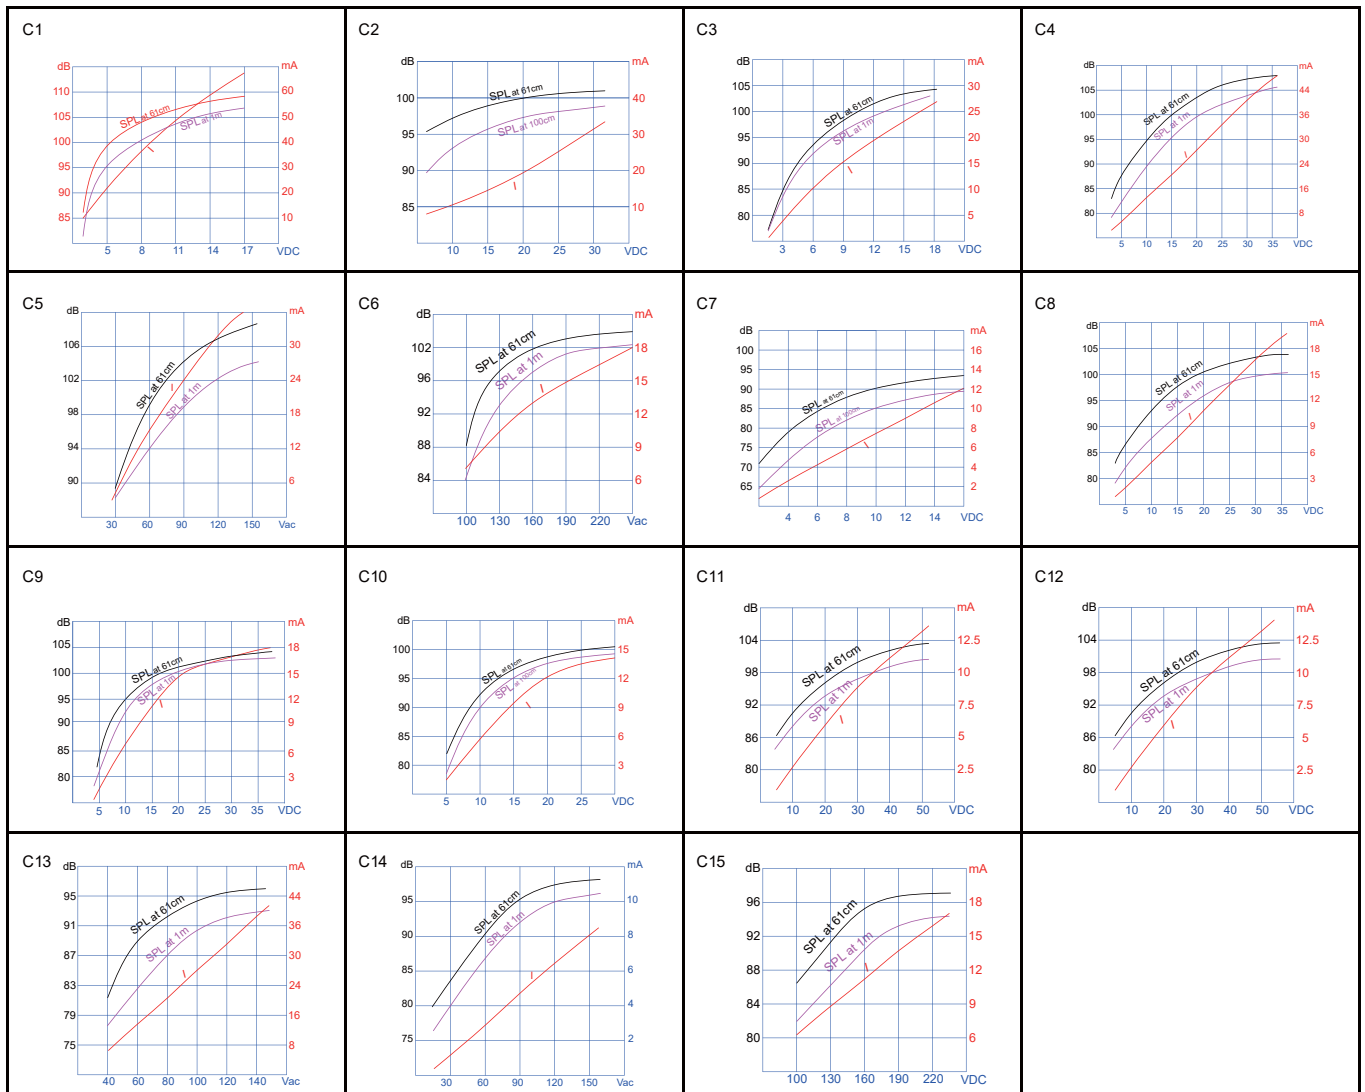 C1
dB
mA
110
105
100
95
90
85
60
50
40
30
20
10
SPL at 61cm
SPL at 1m
I
5 8 11 14 17 VDC
C2
dB
mA
100
95
90
85
40
30
20
10
SPL at 61cm
SPL at 100cm
I
10 15 20 25 30 VDC
C3
dB
mA
105
100
95
90
85
80
30
25
20
15
10
5
SPL at 61cm
SPL at 1m
I
3 6 9 12 15 18 VDC
C4
dB
mA
105
100
95
90
85
80
44
36
30
24
16
8
SPL at 61cm
SPL at 1m
I
5 10 15 20 25 30 35 VDC
C5
dB
mA
106
102
98
94
90
30
24
18
12
6
SPL at 61cm
SPL at 1m
I
30 60 90 120 150 Vac
C6
dB
mA
102
96
92
88
84
18
15
12
9
6
SPL at 61cm
SPL at 1m
I
100 130 160 190 220 Vac
C7
dB
mA
100
95
90
85
80
75
70
65
16
14
12
10
8
6
4
2
SPL at 61cm
SPL at 100cm
I
4 6 8 10 12 14 VDC
C8
dB
mA
105
100
95
90
85
80
18
15
12
9
6
3
SPL at 61cm
SPL at 1m
I
5 10 15 20 25 30 35 VDC
C9
dB
mA
105
100
95
90
85
80
18
15
12
9
6
3
SPL at 61cm
SPL at 1m
I
5 10 15 20 25 30 35 VDC
C10
dB
mA
100
95
90
85
80
15
12
9
6
3
SPL at 61cm
SPL at 100cm
I
5 10 15 20 25 VDC
C11
dB
mA
104
98
92
86
80
12.5
10
7.5
5
2.5
SPL at 61cm
SPL at 1m
I
10 20 30 40 50 VDC
C12
dB
mA
104
98
92
86
80
12.5
10
7.5
5
2.5
SPL at 61cm
SPL at 1m
I
10 20 30 40 50 VDC
C13
dB
mA
95
91
87
83
79
75
44
36
30
24
16
8
SPL at 61cm
SPL at 1m
I
40 60 80 100 120 140 Vac
C14
dB
mA
95
90
85
80
75
10
8
6
4
2
SPL at 61cm
SPL at 1m
I
30 60 90 120 150 Vac
C15
dB
mA
96
92
88
84
80
18
15
12
9
6
SPL at 61cm
SPL at 1m
I
100 130 160 190 220 VDC